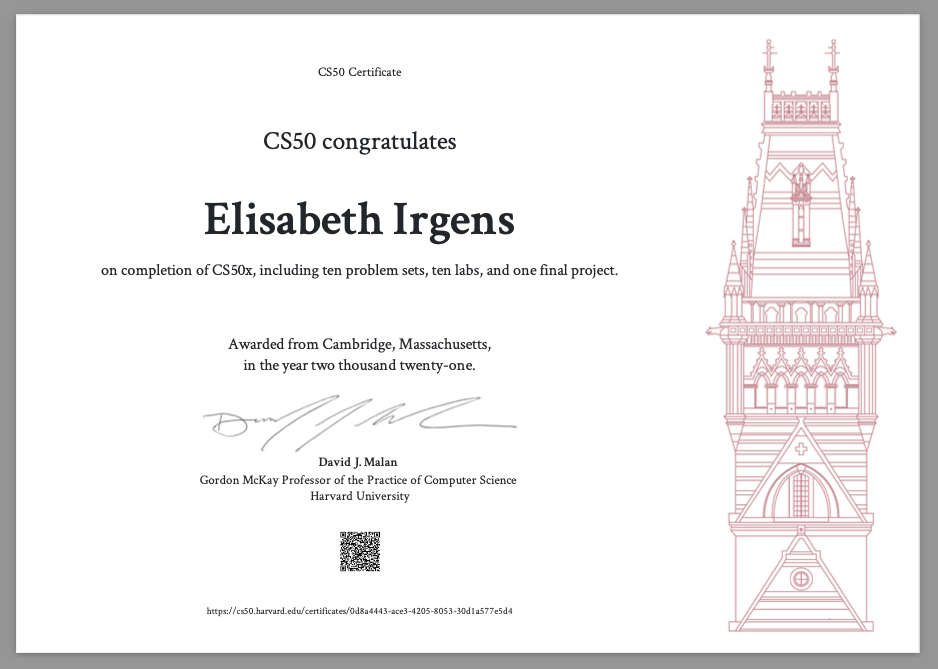 CS50 Certificate
CS50 congratulates
Elisabeth Irgens
on completion of CS50x, including ten problem sets, ten labs, and one final project.
Awarded from Cambridge, Massachusetts,
in the year two thousand twenty-one.
David J. Malan
Gordon McKay Professor of the Practice of Computer Science
Harvard University
https://cs50.harvard.edu/certificates/0d8a4443-ace3-4205-8053-30d1a577e5d4